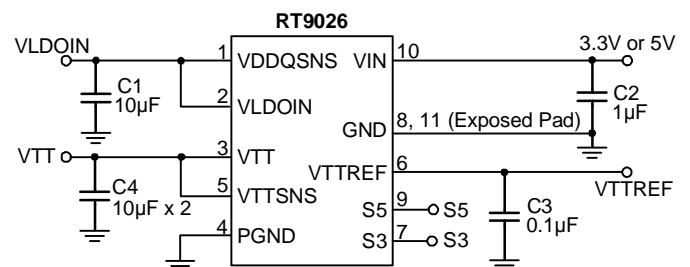 RT9026
VLDOIN
1
VDDQSNS
VIN
10
3.3V or 5V
C1
10µF
2
VLDOIN
C2
1µF
GND
8, 11 (Exposed Pad)
VTT
3
VTT
VTTREF
6
VTTREF
C4
10µF x 2
5
VTTSNS
S5
9
S5
C3
0.1µF
4
PGND
S3
7
S3